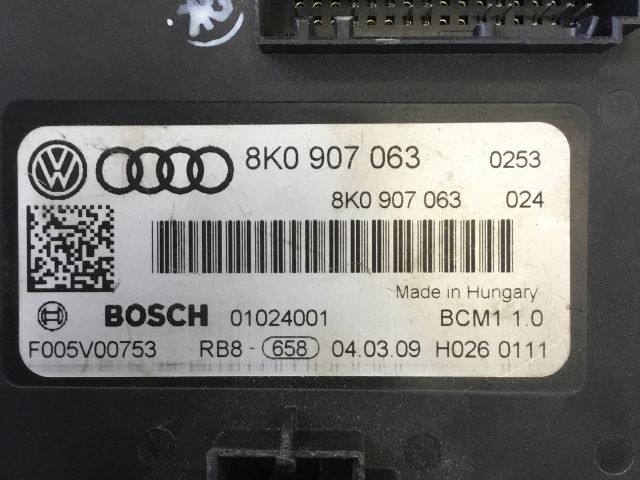 8K0 907 063 0253
8K0 907 063 024
Made in Hungary
BOSCH 01024001 BCM1 1.0
F005V00753 RB8 - 658 04.03.09 H026 0111